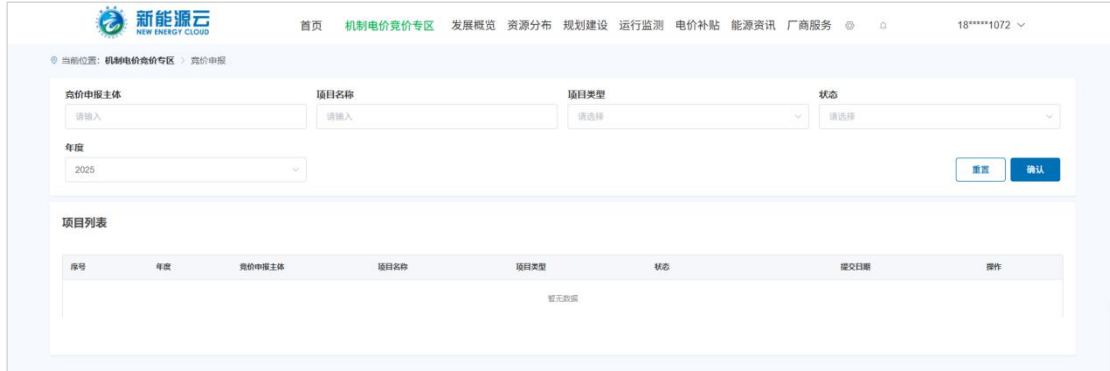 新能源云
NEW ENERGY CLOUD
首页 机制电价竞价专区 发展概览 资源分布 规划建设 运行监测 电价补贴 能源资讯 厂商服务 18*****1072
当前位置: 机制电价竞价专区 > 竞价申报
竞价申报主体 项目名称 项目类型 状态
请输入 请输入 请选择 请选择
年度
2025 重置 确认
项目列表
序号 年度 竞价申报主体 项目名称 项目类型 状态 提交日期 操作
暂无数据